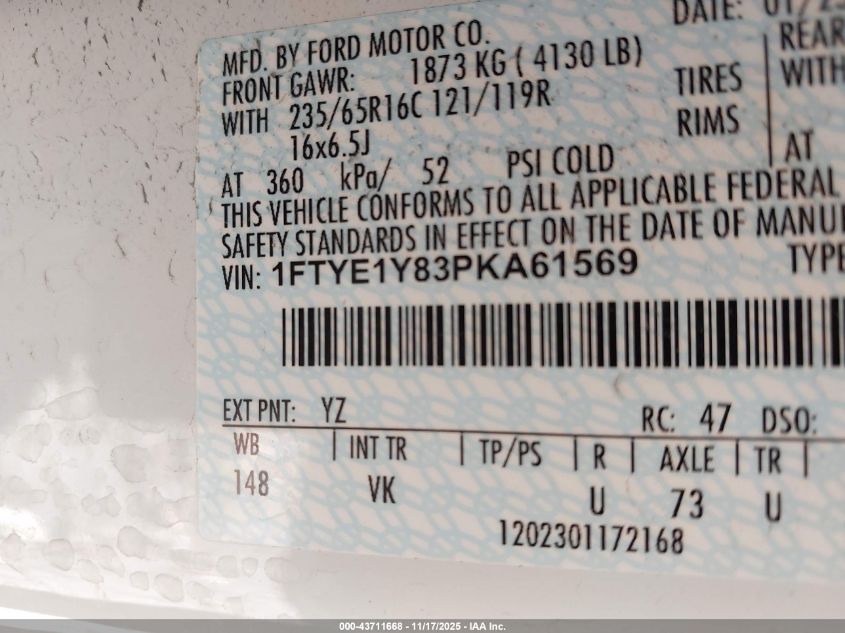 DATE: 01/23
MFD. BY FORD MOTOR CO.
FRONT GAWR: 1873 KG ( 4130 LB) REAR
WITH 235/65R16C 121/119R TIRES WITH
16x6.5J RIMS
AT 360 kPa/ 52 PSI COLD AT
THIS VEHICLE CONFORMS TO ALL APPLICABLE FEDERAL
SAFETY STANDARDS IN EFFECT ON THE DATE OF MANU
VIN: 1FTYE1Y83PKA61569 TYPE
EXT PNT: YZ RC: 47 DSO:
WB | INT TR | TP/PS | R | AXLE | TR |
148 VK U 73 U
1202301172168
000-43711668 - 11/17/2025 - IAA Inc.